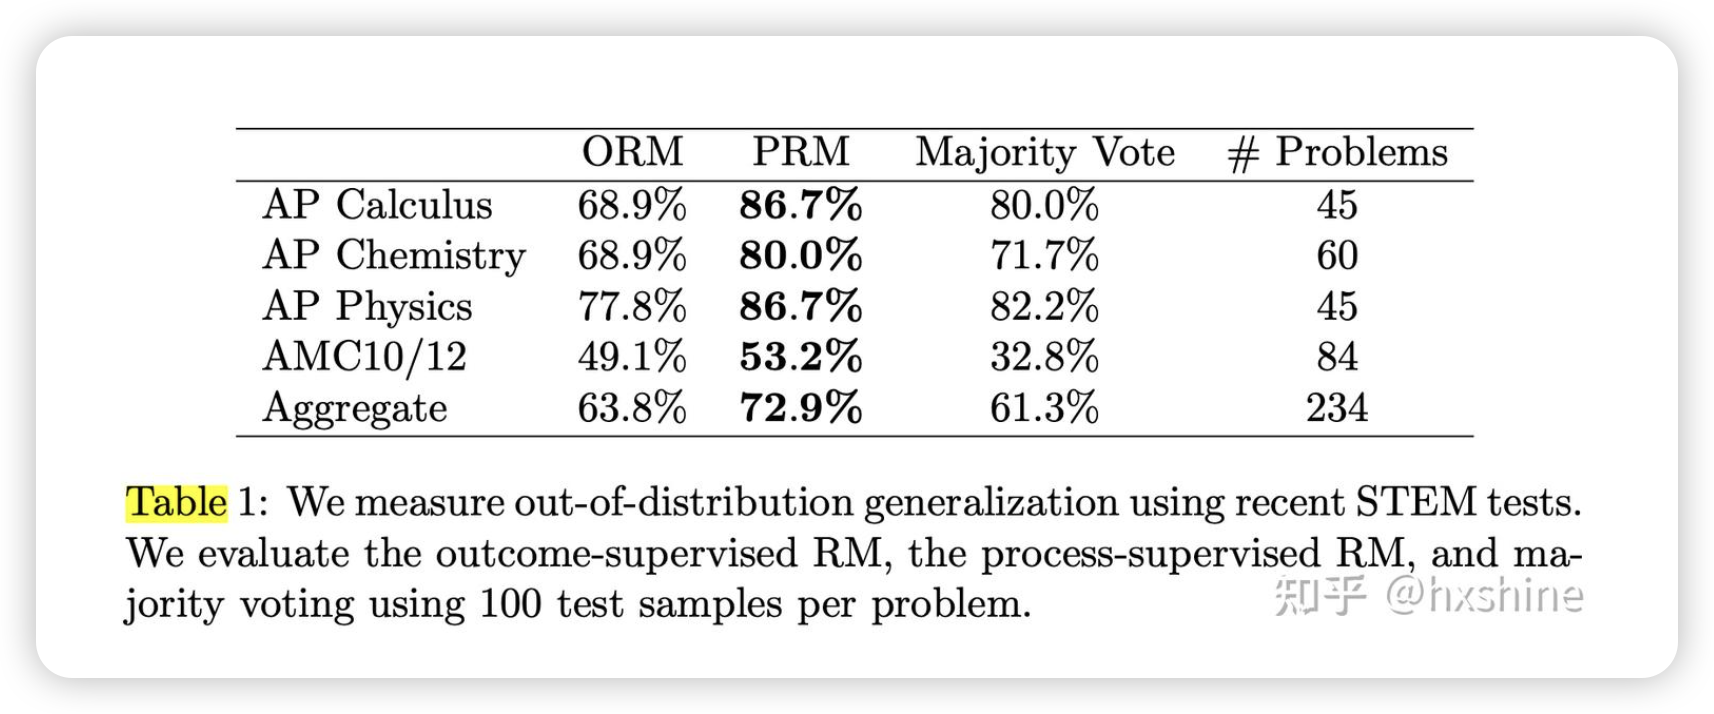 ORM PRM Majority Vote # Problems
AP Calculus 68.9% 86.7% 80.0% 45
AP Chemistry 68.9% 80.0% 71.7% 60
AP Physics 77.8% 86.7% 82.2% 45
AMC10/12 49.1% 53.2% 32.8% 84
Aggregate 63.8% 72.9% 61.3% 234
Table 1: We measure out-of-distribution generalization using recent STEM tests.
We evaluate the outcome-supervised RM, the process-supervised RM, and ma-
jority voting using 100 test samples per problem.
知乎 @hxshine